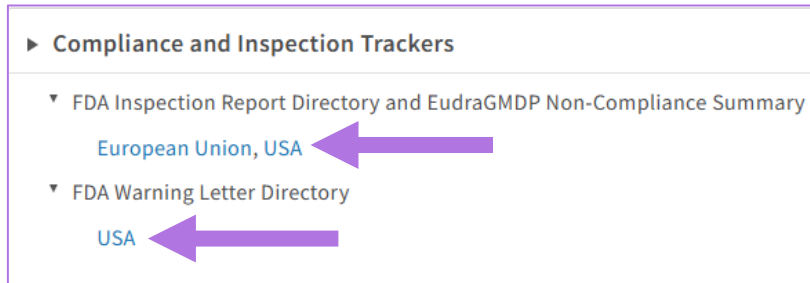 Compliance and Inspection Trackers
FDA Inspection Report Directory and EudraGMDP Non-Compliance Summary
European Union, USA
FDA Warning Letter Directory
USA